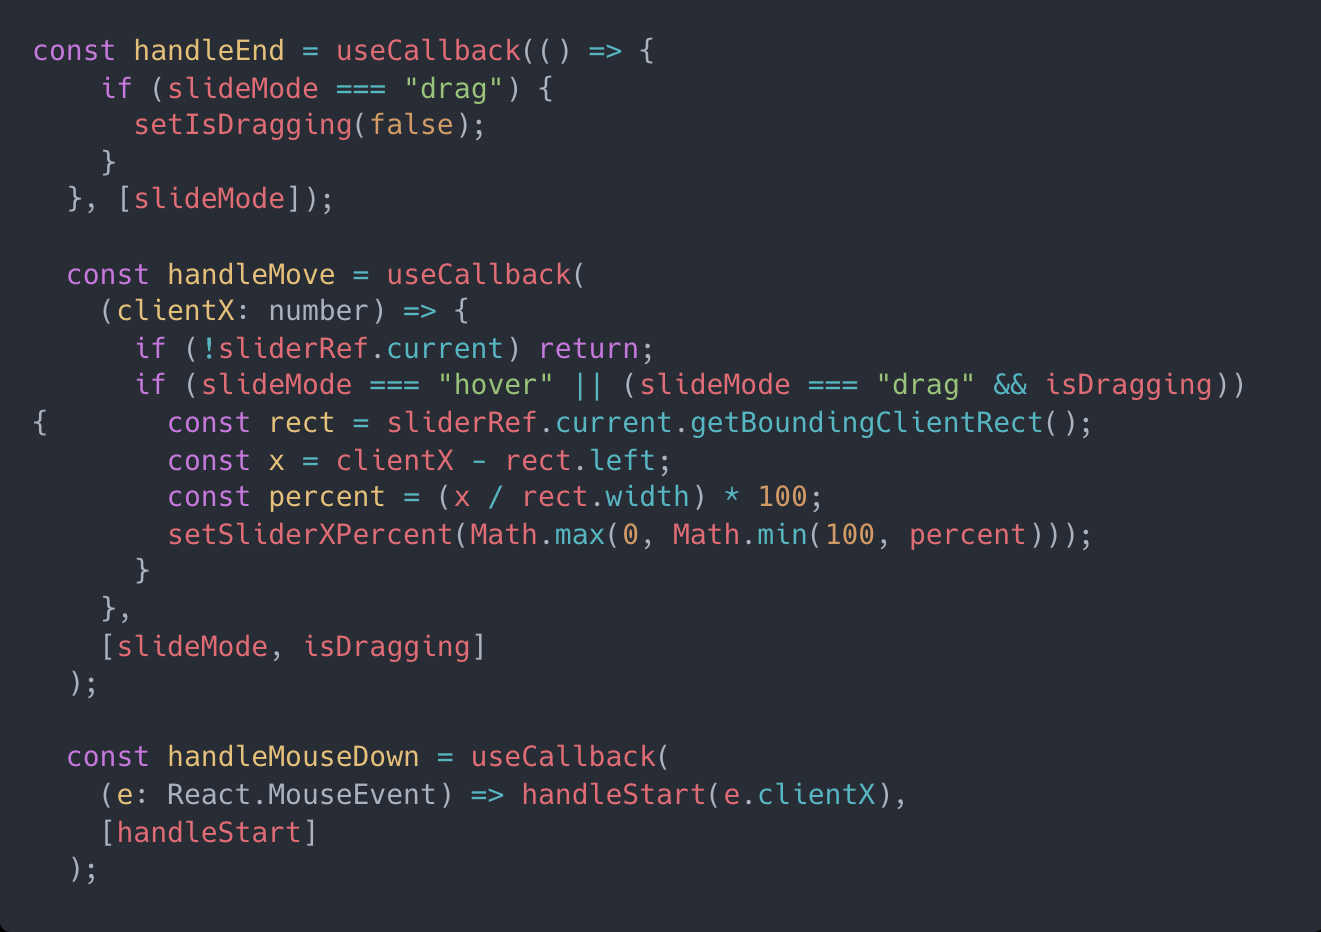 const handleEnd = useCallback(() => {
    if (slideMode === "drag") {
      setIsDragging(false);
    }
  }, [slideMode]);

  const handleMove = useCallback(
    (clientX: number) => {
      if (!sliderRef.current) return;
      if (slideMode === "hover" || (slideMode === "drag" && isDragging))
{       const rect = sliderRef.current.getBoundingClientRect();
        const x = clientX - rect.left;
        const percent = (x / rect.width) * 100;
        setSliderXPercent(Math.max(0, Math.min(100, percent)));
      }
    },
    [slideMode, isDragging]
  );

  const handleMouseDown = useCallback(
    (e: React.MouseEvent) => handleStart(e.clientX),
    [handleStart]
  );